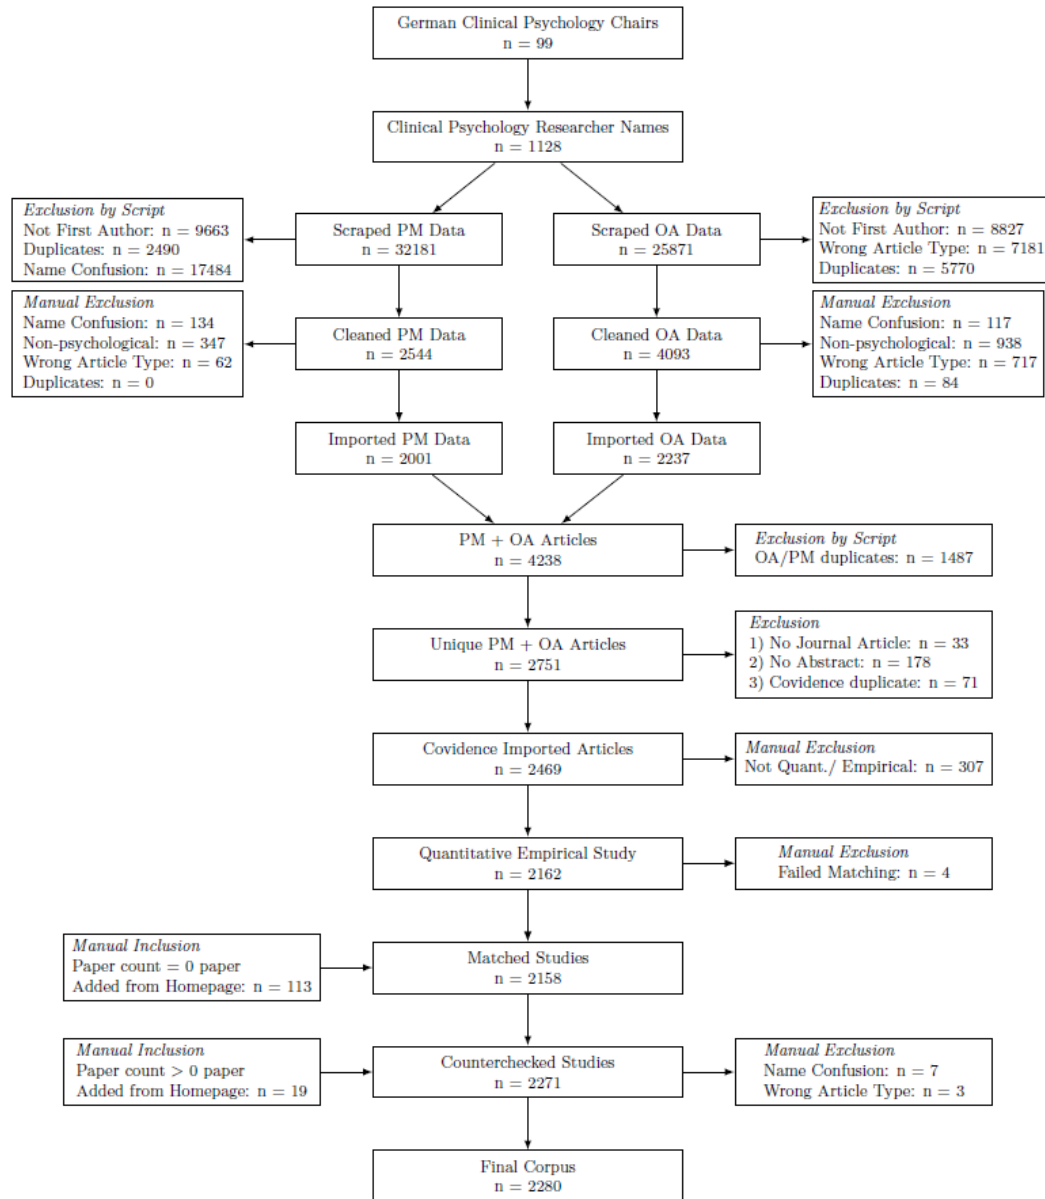 German Clinical Psychology Chairs
n = 99
Clinical Psychology Researcher Names
n = 1128
Exclusion by Script
Not First Author: n = 9663
Duplicates: n = 2490
Name Confusion: n = 17484
Scraped PM Data
n = 32181
Scraped OA Data
n = 25871
Exclusion by Script
Not First Author: n = 8827
Wrong Article Type: n = 7181
Duplicates: n = 5770
Manual Exclusion
Name Confusion: n = 134
Non-psychological: n = 347
Wrong Article Type: n = 62
Duplicates: n = 0
Cleaned PM Data
n = 2544
Cleaned OA Data
n = 4093
Manual Exclusion
Name Confusion: n = 117
Non-psychological: n = 938
Wrong Article Type: n = 717
Duplicates: n = 84
Imported PM Data
n = 2001
Imported OA Data
n = 2237
PM + OA Articles
n = 4238
Exclusion by Script
OA/PM duplicates: n = 1487
Unique PM + OA Articles
n = 2751
Exclusion
1) No Journal Article: n = 33
2) No Abstract: n = 178
3) Covidence duplicate: n = 71
Covidence Imported Articles
n = 2469
Manual Exclusion
Not Quant./ Empirical: n = 307
Quantitative Empirical Study
n = 2162
Manual Exclusion
Failed Matching: n = 4
Manual Inclusion
Paper count = 0 paper
Added from Homepage: n = 113
Matched Studies
n = 2158
Manual Inclusion
Paper count > 0 paper
Added from Homepage: n = 19
Counterchecked Studies
n = 2271
Manual Exclusion
Name Confusion: n = 7
Wrong Article Type: n = 3
Final Corpus
n = 2280